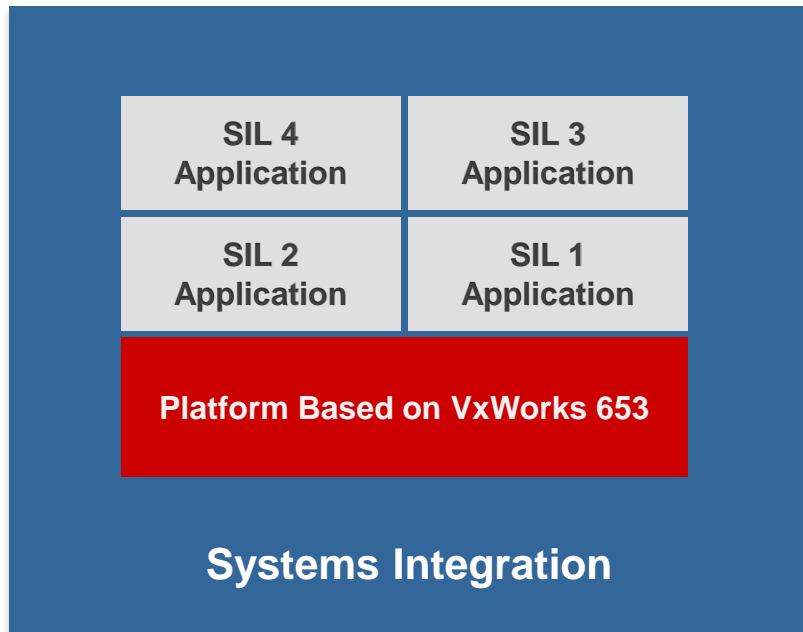 SIL 4
Application
SIL 3
Application
SIL 2
Application
SIL 1
Application
Platform Based on VxWorks 653
Systems Integration